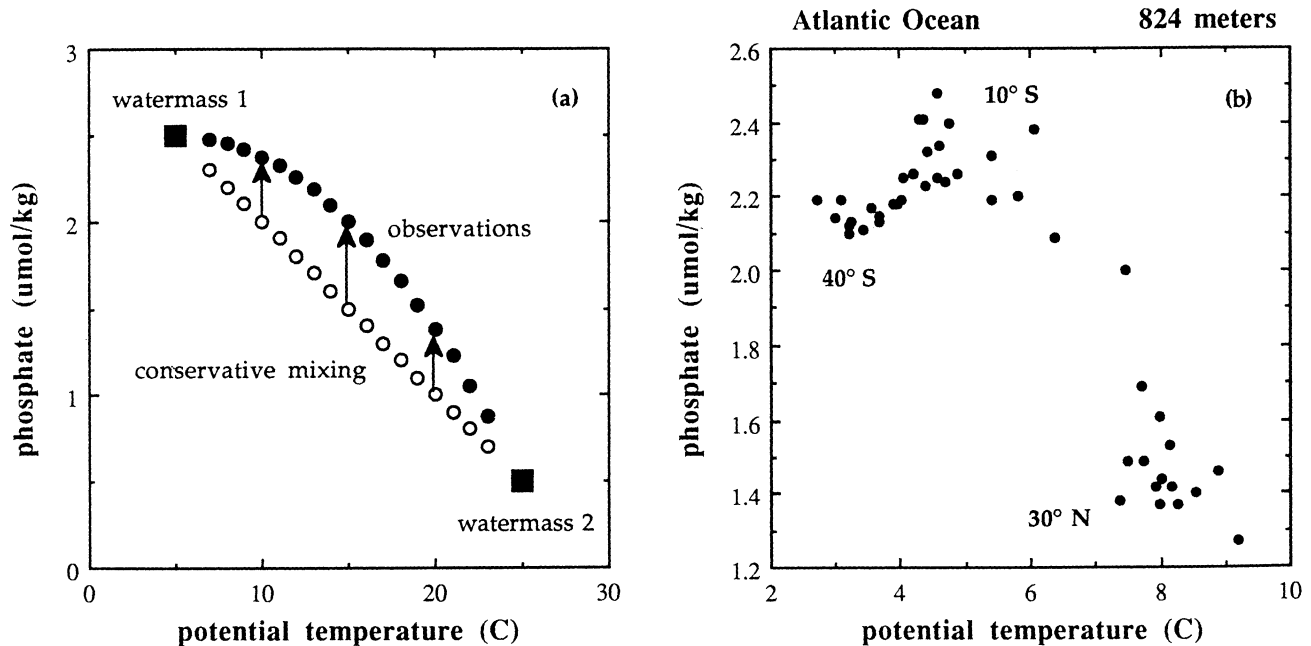 3
2
1
0
0
10
20
30
phosphate (umol/kg)
potential temperature (C)
watermass 1
(a)
observations
conservative mixing
watermass 2
Atlantic Ocean 824 meters
2.6
2.4
2.2
2.0
1.8
1.6
1.4
1.2
2
4
6
8
10
phosphate (umol/kg)
potential temperature (C)
10° S
(b)
40° S
30° N